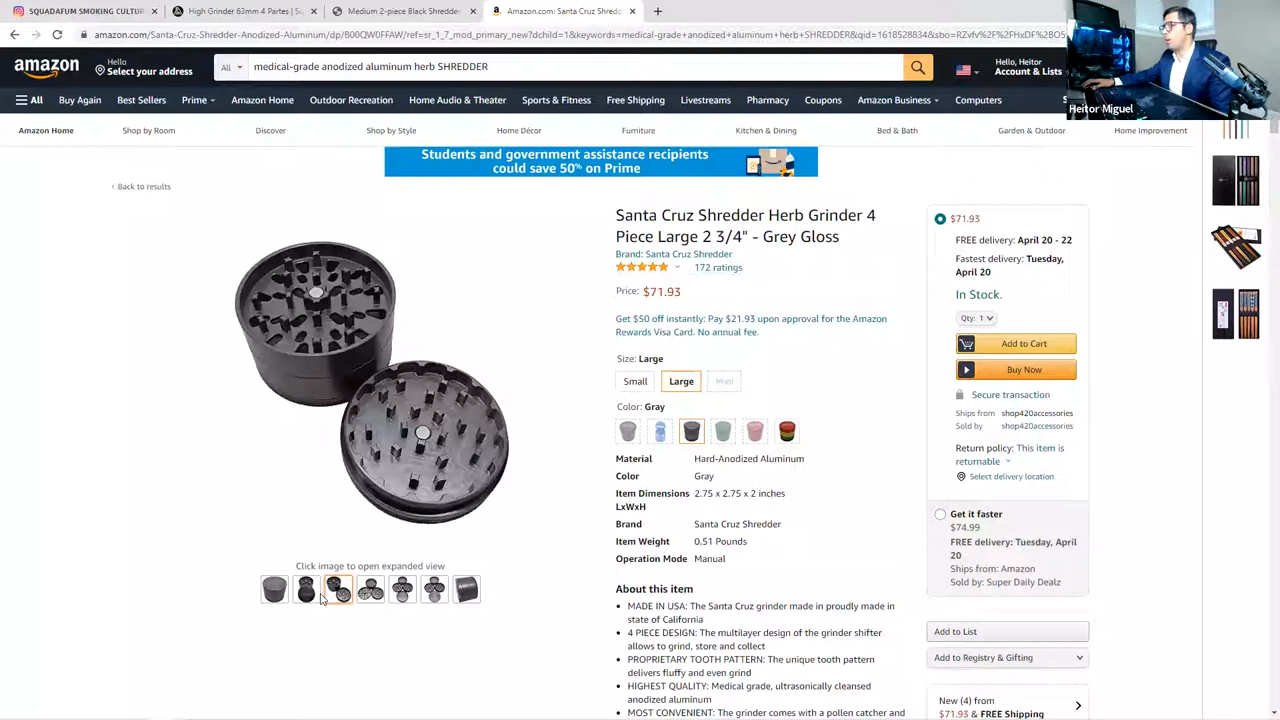 SQUADAFUM SMOKING CULTUR
High Grinder 63mm 4 Partes | Su
Medium 2-piece Black Shredder
Amazon.com: Santa Cruz Shredd
amazon.com/Santa-Cruz-Shredder-Anodized-Aluminum/dp/B00QW0FFAW/ref=sr_1_7_mod_primary_new?dchild=1&keywords=medical-grade+anodized+aluminum+herb+SHREDDER&qid=1618528834&sbo=RZvfv%2F%2FHxDF%2BO5
amazon
Hello
Select your address
All
medical-grade anodized aluminum herb SHREDDER
Hello, Heitor
Account & Lists
Heitor Miguel
All
Buy Again
Best Sellers
Prime
Amazon Home
Outdoor Recreation
Home Audio & Theater
Sports & Fitness
Free Shipping
Livestreams
Pharmacy
Coupons
Amazon Business
Computers
Amazon Home
Shop by Room
Discover
Shop by Style
Home Décor
Furniture
Kitchen & Dining
Bed & Bath
Garden & Outdoor
Home Improvement
Students and government assistance recipients
could save 50% on Prime
‹ Back to results
Santa Cruz Shredder Herb Grinder 4
Piece Large 2 3/4" - Grey Gloss
Brand: Santa Cruz Shredder
172 ratings
Price: $71.93
Get $50 off instantly: Pay $21.93 upon approval for the Amazon
Rewards Visa Card. No annual fee.
Size: Large
Small
Large
Mini
Color: Gray
Material Hard-Anodized Aluminum
Color Gray
Item Dimensions 2.75 x 2.75 x 2 inches
LxWxH
Brand Santa Cruz Shredder
Item Weight 0.51 Pounds
Operation Mode Manual
About this item
• MADE IN USA: The Santa Cruz grinder made in proudly made in
state of California
• 4 PIECE DESIGN: The multilayer design of the grinder shifter
allows to grind, store and collect
• PROPRIETARY TOOTH PATTERN: The unique tooth pattern
delivers fluffy and even grind
• HIGHEST QUALITY: Medical grade, ultrasonically cleansed
anodized aluminum
• MOST CONVENIENT: The grinder comes with a pollen catcher and
Click image to open expanded view
$71.93
FREE delivery: April 20 - 22
Fastest delivery: Tuesday,
April 20
In Stock.
Qty: 1
Add to Cart
Buy Now
Secure transaction
Ships from shop420accessories
Sold by shop420accessories
Return policy: This item is
returnable
Select delivery location
Get it faster
$74.99
FREE delivery: Tuesday, April
20
Ships from: Amazon
Sold by: Super Daily Dealz
Add to List
Add to Registry & Gifting
New (4) from
$71.93 & FREE Shipping